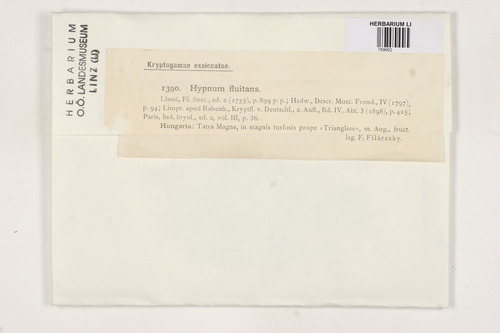 HERBARIUM LI
769662
HERBARIUM
O.Ö. LANDESMUSEUM
LINZ (LI)
Kryptogamae exsiccatae.
1390. Hypnum fluitans.
Linné, Fl. Suec., ed. 2 (1755), p. 899 p. p.; Hedw., Descr. Musc. Frond., IV (1797),
p. 94; Limpr. apud Rabenh., Kryptfl. v. Deutschl., 2. Aufl., Bd. IV. Abt. 3 (1898), p. 425;
Paris, Ind. bryol., ed. 2, vol. III, p. 38.
Hungaria: Tatra Magna, in stagnis turfosis prope «Trianglsee», m. Aug., fruct.
leg. F. Filárszky.